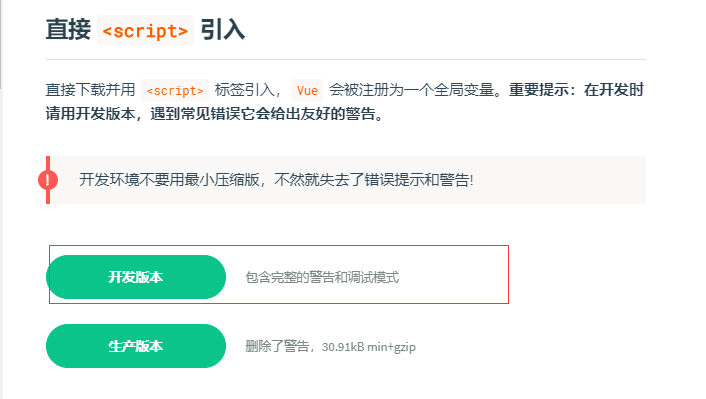 直接 <script> 引入
直接下载并用 <script> 标签引入，Vue 会被注册为一个全局变量。重要提示：在开发时
请用开发版本，遇到常见错误它会给出友好的警告。
!
开发环境不要用最小压缩版，不然就失去了错误提示和警告!
开发版本 包含完整的警告和调试模式
生产版本 删除了警告，30.91kB min+gzip